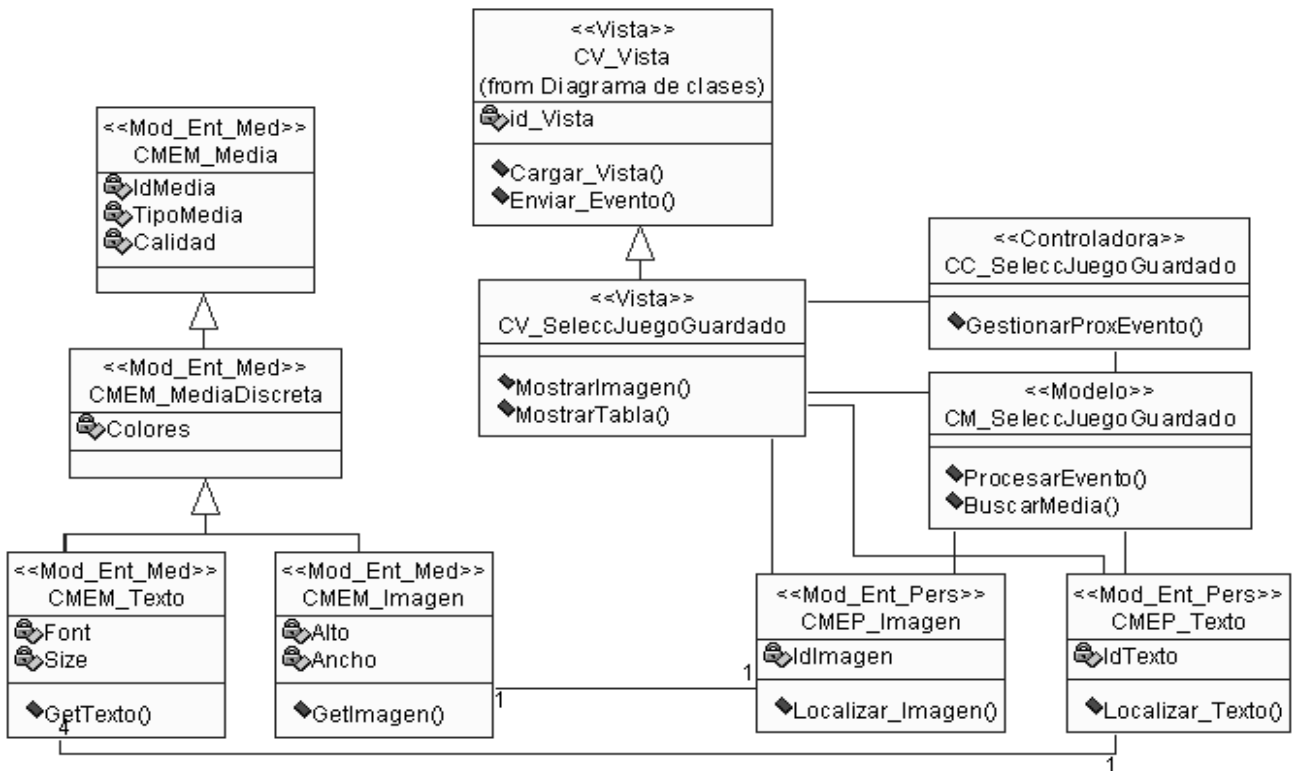 <<Vista>>
CV_Vista
(from Diagrama de clases)
id_Vista
Cargar_Vista()
Enviar_Evento()
<<Mod_Ent_Med>>
CMEM_Media
IdMedia
TipoMedia
Calidad
<<Controladora>>
CC_SeleccJuegoGuardado
GestionarProxEvento()
<<Vista>>
CV_SeleccJuegoGuardado
MostrarImagen()
MostrarTabla()
<<Mod_Ent_Med>>
CMEM_MediaDiscreta
Colores
<<Modelo>>
CM_SeleccJuegoGuardado
ProcesarEvento()
BuscarMedia()
<<Mod_Ent_Med>>
CMEM_Texto
Font
Size
GetTexto()
4
<<Mod_Ent_Med>>
CMEM_Imagen
Alto
Ancho
GetImagen()
1
1
<<Mod_Ent_Pers>>
CMEP_Imagen
IdImagen
Localizar_Imagen()
<<Mod_Ent_Pers>>
CMEP_Texto
IdTexto
Localizar_Texto()
1